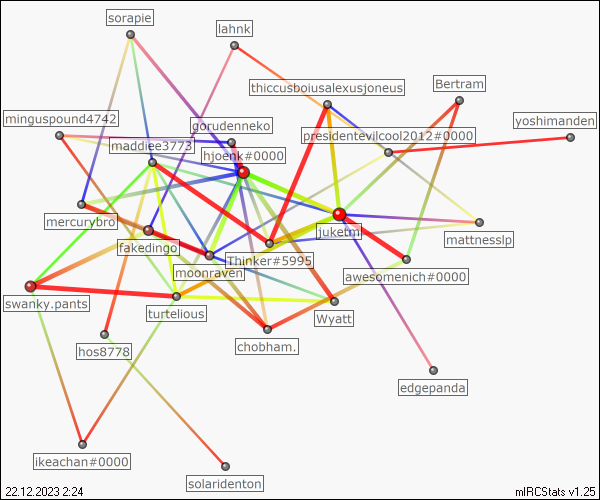 sorapie
lahnk
thiccusboiusalexusjoneus
Bertram
minguspound4742
gorudenneko
presidentevilcool2012#0000
yoshimanden
maddiee3773
hjoenk#0000
mercurybro
juketm
mattnesslp
fakedingo
moonraven
Thinker#5995
awesomenich#0000
swanky.pants
turtelious
Wyatt
hos8778
chobham.
edgepanda
ikeachan#0000
solaridenton
22.12.2023 2:24
mIRCStats v1.25